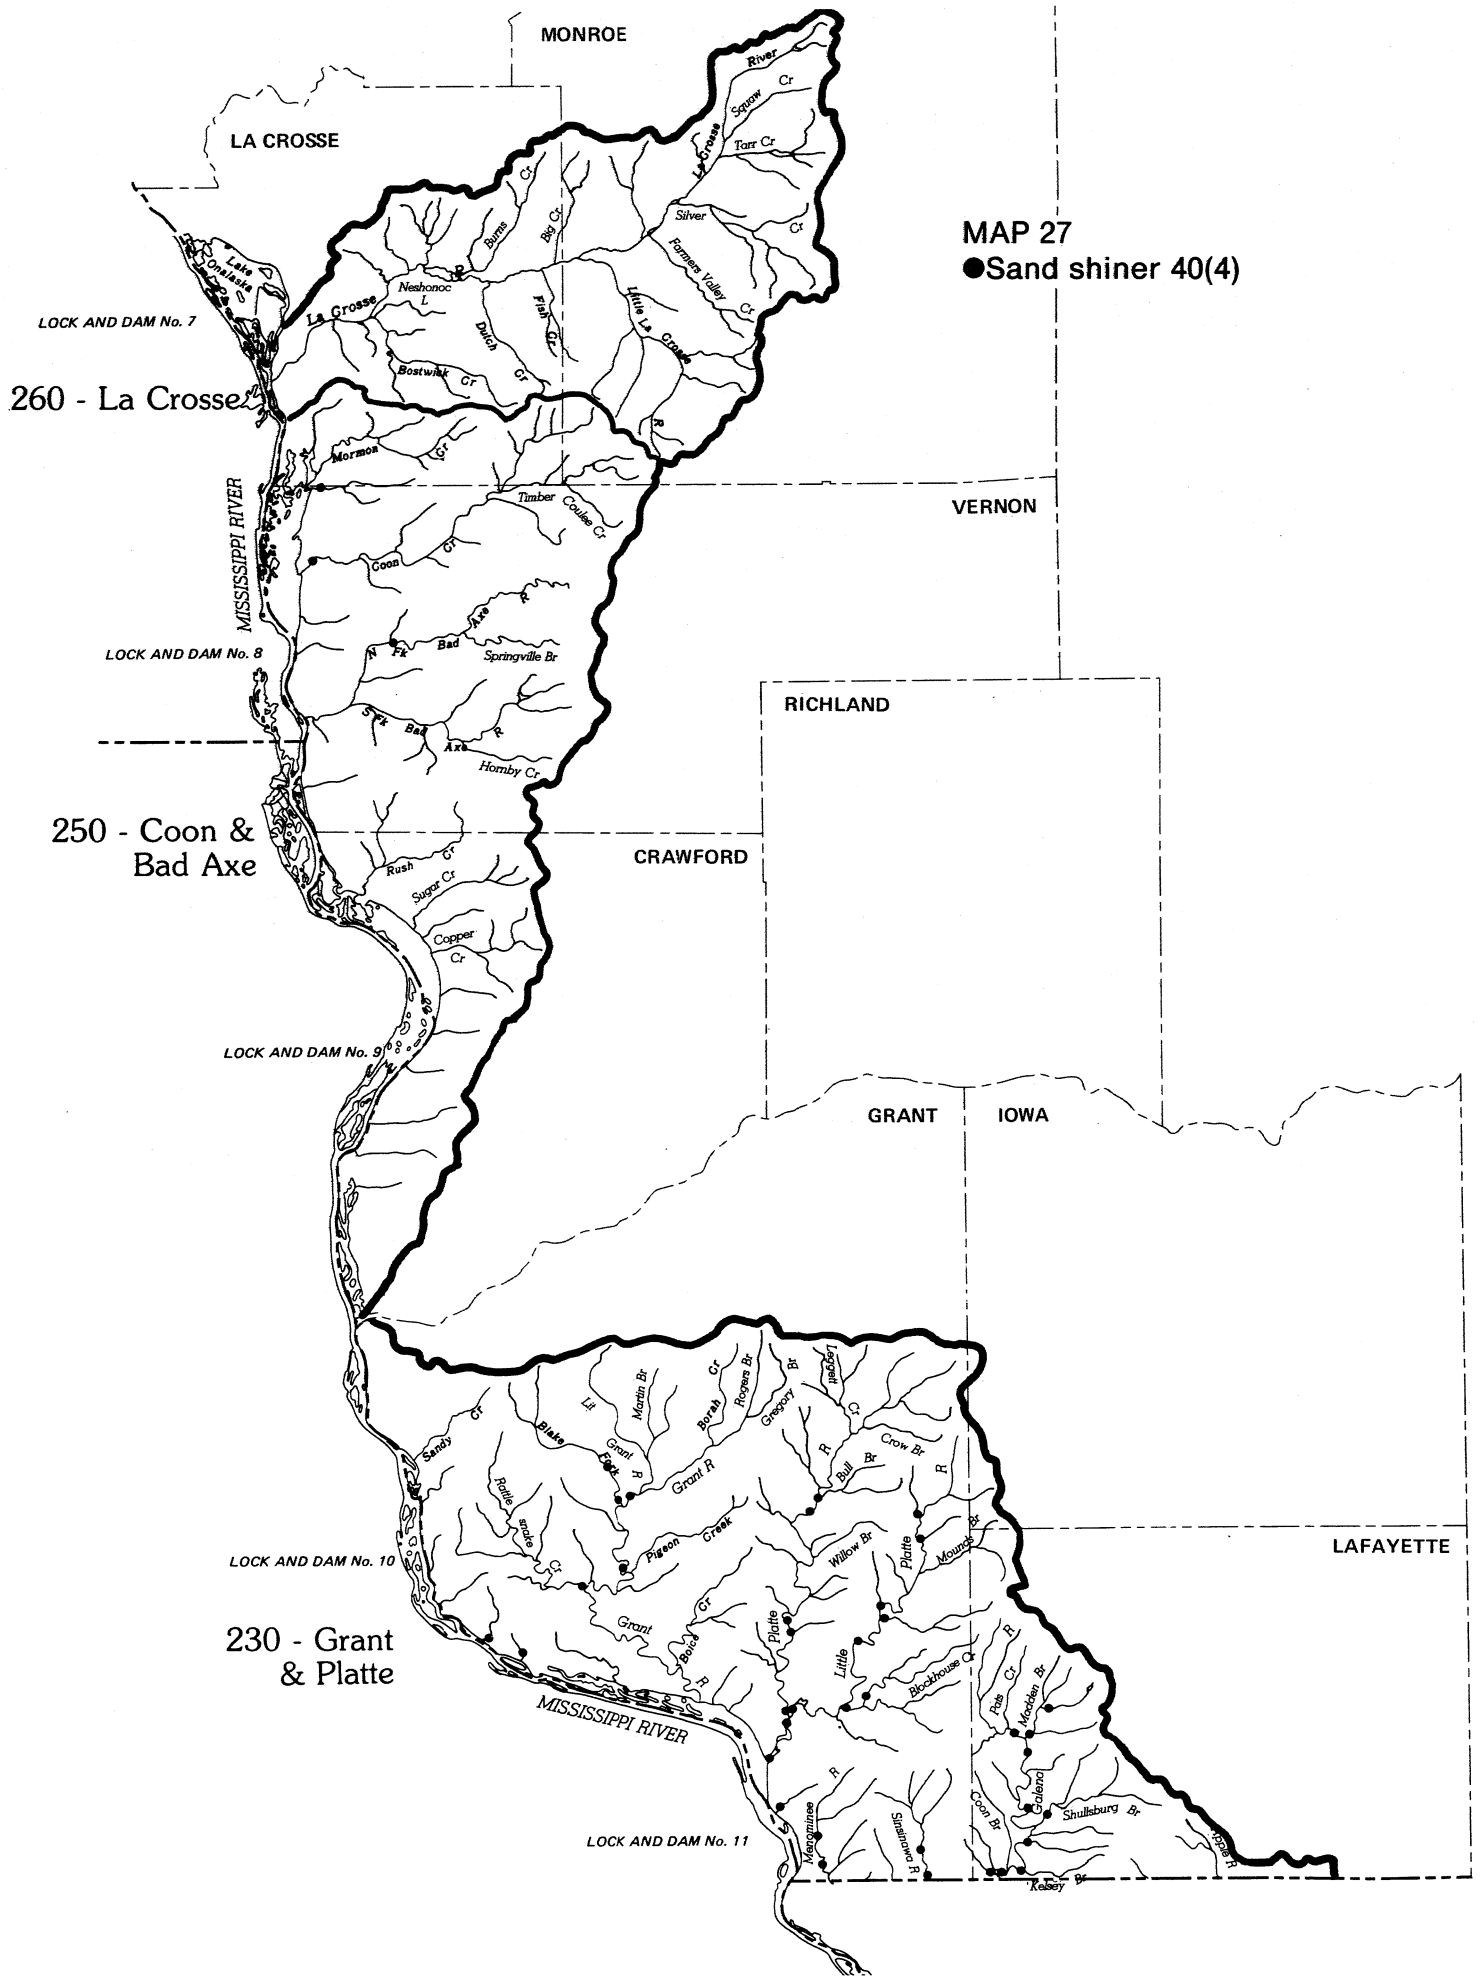 MONROE
River
Cr
Squaw
LA CROSSE
La Crosse
Tarr Cr
Cr
Silver
Cr
Burns
Big Cr
MAP 27
●Sand shiner 40(4)
Lake
Onalaska
Farmers Valley
Cr
R
Neshonoc
L
La Crosse
Fish
Cr
Little La Crosse
R
LOCK AND DAM No. 7
Dutch
Cr
Bostwick Cr
260 - La Crosse
Mormon
Cr
MISSISSIPPI RIVER
Timber
Coulee Cr
VERNON
Coon
Cr
N Fk Bad Axe R
Springville Br
LOCK AND DAM No. 8
RICHLAND
S Fk Bad Axe R
Hornby Cr
250 - Coon &
Bad Axe
CRAWFORD
Rush
Cr
Sugar Cr
Copper
Cr
LOCK AND DAM No. 9
GRANT
IOWA
Sandy
Cr
Blake
Fork
Lit
Grant
R
Martin Br
Borah
Cr
Rogers Br
Gregory
Br
Leggett
Cr
Crow Br
R
Bull Br
R
Grant R
Rattle
snake
Cr
Pigeon Creek
Willow Br
Platte
Mounds
Br
LAFAYETTE
LOCK AND DAM No. 10
230 - Grant
& Platte
Grant
R
Boice
Cr
Platte
Little
Blockhouse Cr
Pats Cr
R
Madden Br
MISSISSIPPI RIVER
R
Menominee
Sinsinawa R
Coon Br
Galena
Shullsburg Br
Apple R
LOCK AND DAM No. 11
Kelsey Br